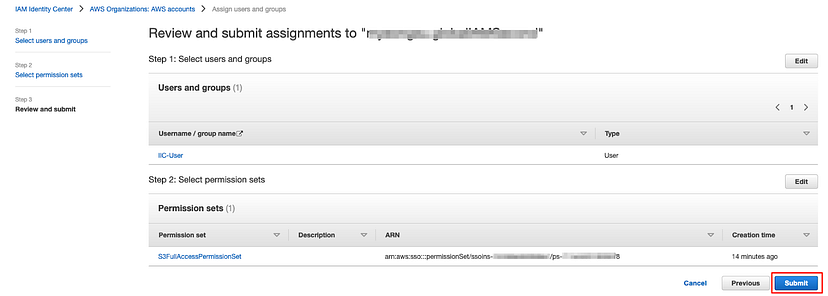 IAM Identity Center > AWS Organizations: AWS accounts > Assign users and groups
Step 1
Select users and groups
Step 2
Select permission sets
Step 3
Review and submit
Review and submit assignments to " "
Step 1: Select users and groups
Edit
Users and groups (1)
< 1 >
Username / group name Type
IIC-User User
Step 2: Select permission sets
Edit
Permission sets (1)
Permission set Description ARN Creation time
S3FullAccessPermissionSet arn:aws:sso:::permissionSet/ssoins- /ps- 8 14 minutes ago
Cancel Previous Submit